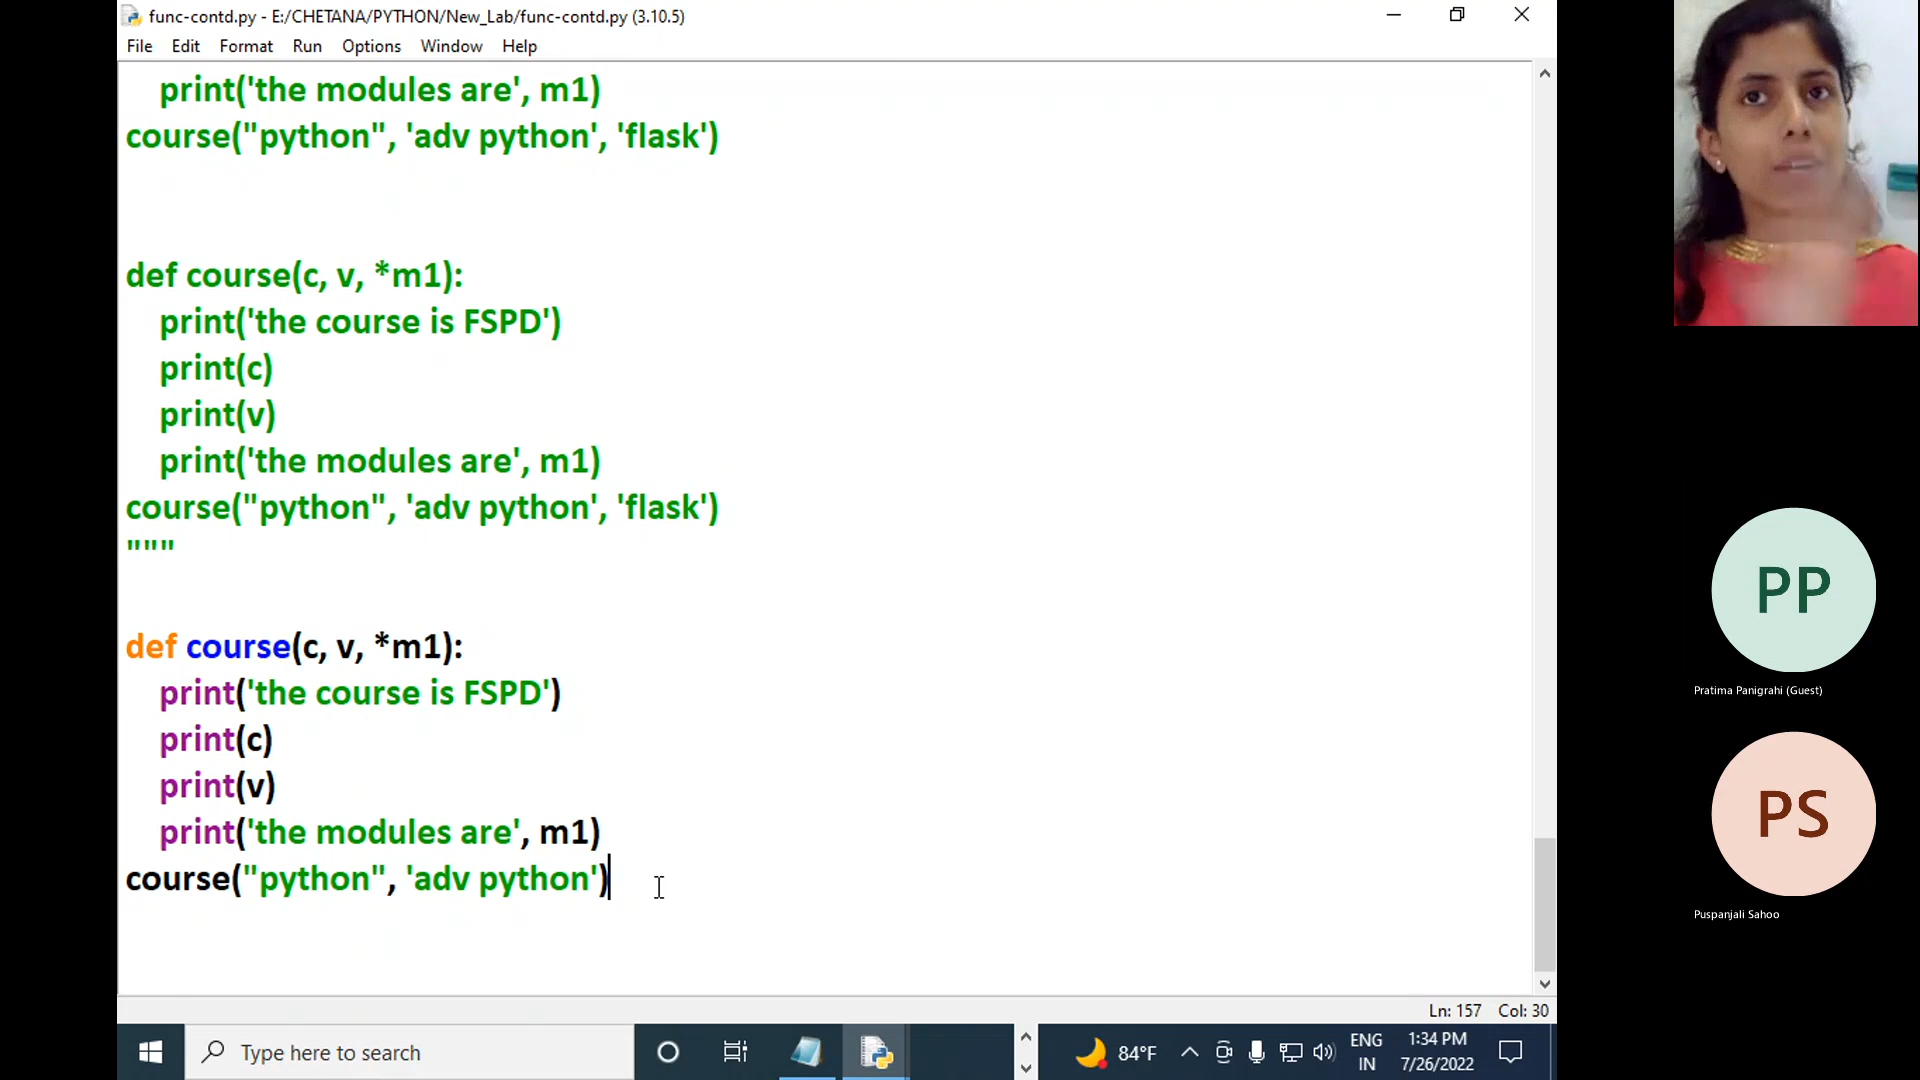 func-contd.py - E:/CHETANA/PYTHON/New_Lab/func-contd.py (3.10.5)
File Edit Format Run Options Window Help
print('the modules are', m1)
course("python", 'adv python', 'flask')
def course(c, v, *m1):
print('the course is FSPD')
print(c)
print(v)
print('the modules are', m1)
course("python", 'adv python', 'flask')
"""
def course(c, v, *m1):
print('the course is FSPD')
print(c)
print(v)
print('the modules are', m1)
course("python", 'adv python')
Ln: 157 Col: 30
Type here to search
84°F
ENG
IN
1:34 PM
7/26/2022
PP
Pratima Panigrahi (Guest)
PS
Puspanjali Sahoo